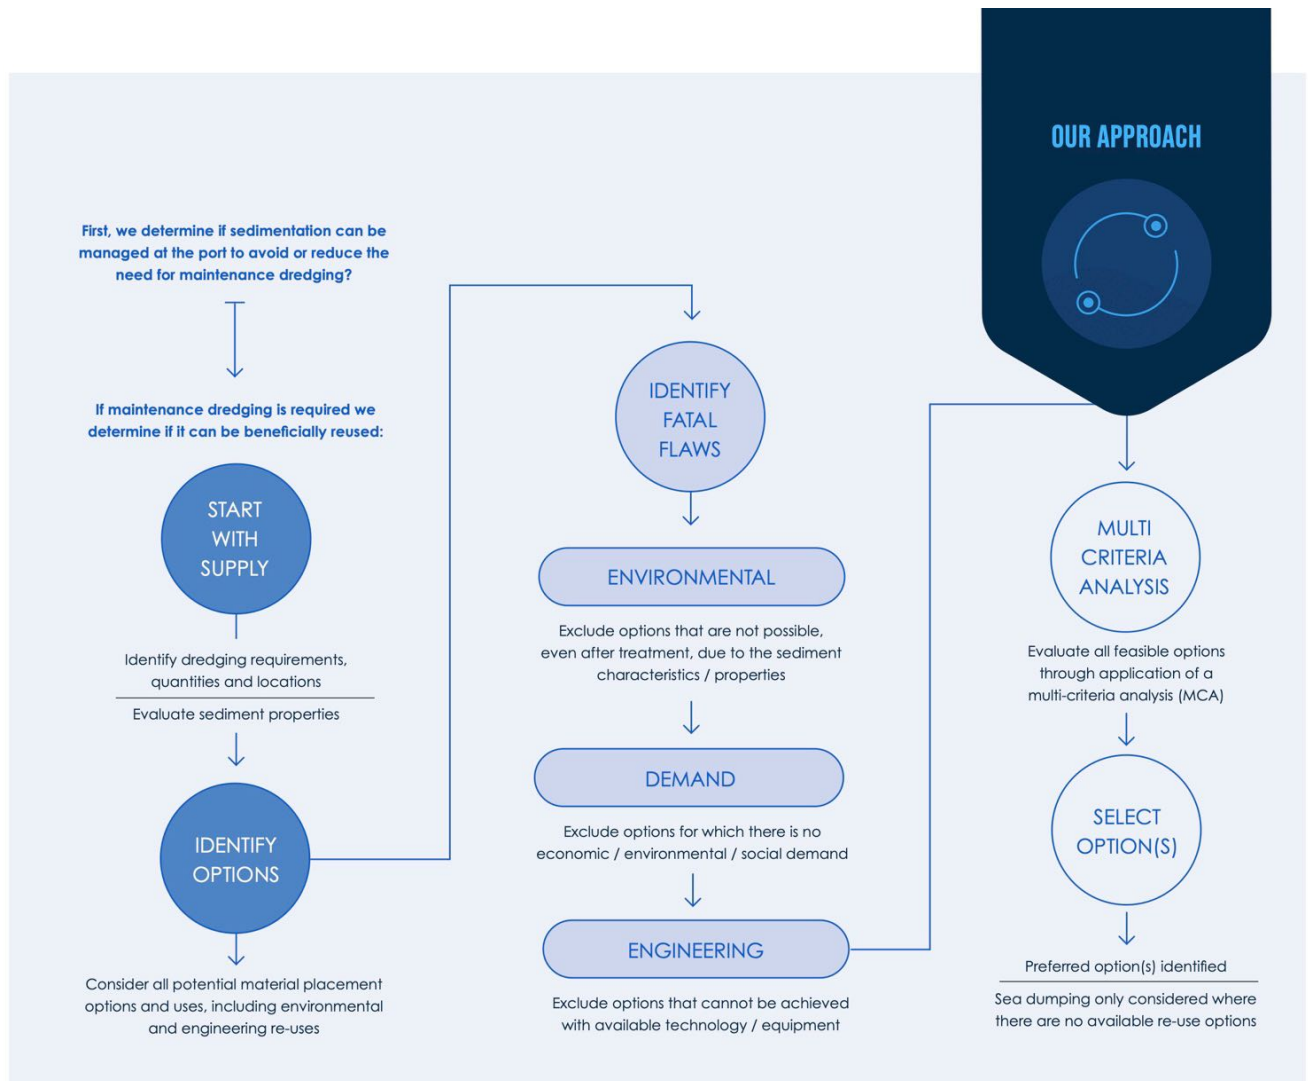 OUR APPROACH
First, we determine if sedimentation can be
managed at the port to avoid or reduce the
need for maintenance dredging?
If maintenance dredging is required we
determine if it can be beneficially reused:
START
WITH
SUPPLY
Identify dredging requirements,
quantities and locations
Evaluate sediment properties
IDENTIFY
OPTIONS
Consider all potential material placement
options and uses, including environmental
and engineering re-uses
IDENTIFY
FATAL
FLAWS
ENVIRONMENTAL
Exclude options that are not possible,
even after treatment, due to the sediment
characteristics / properties
DEMAND
Exclude options for which there is no
economic / environmental / social demand
ENGINEERING
Exclude options that cannot be achieved
with available technology / equipment
MULTI
CRITERIA
ANALYSIS
Evaluate all feasible options
through application of a
multi-criteria analysis (MCA)
SELECT
OPTION(S)
Preferred option(s) identified
Sea dumping only considered where
there are no available re-use options